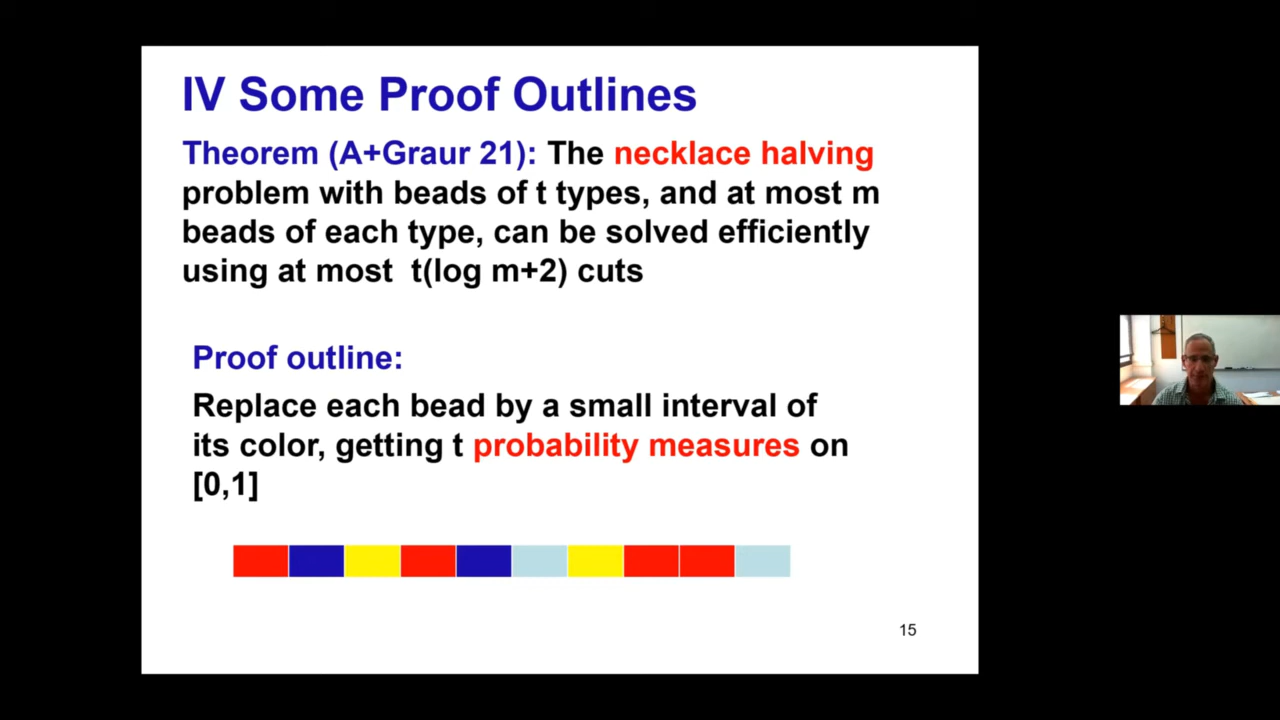 IV Some Proof Outlines
Theorem (A+Graur 21): The necklace halving
problem with beads of t types, and at most m
beads of each type, can be solved efficiently
using at most t(log m+2) cuts
Proof outline:
Replace each bead by a small interval of
its color, getting t probability measures on
[0,1]
15